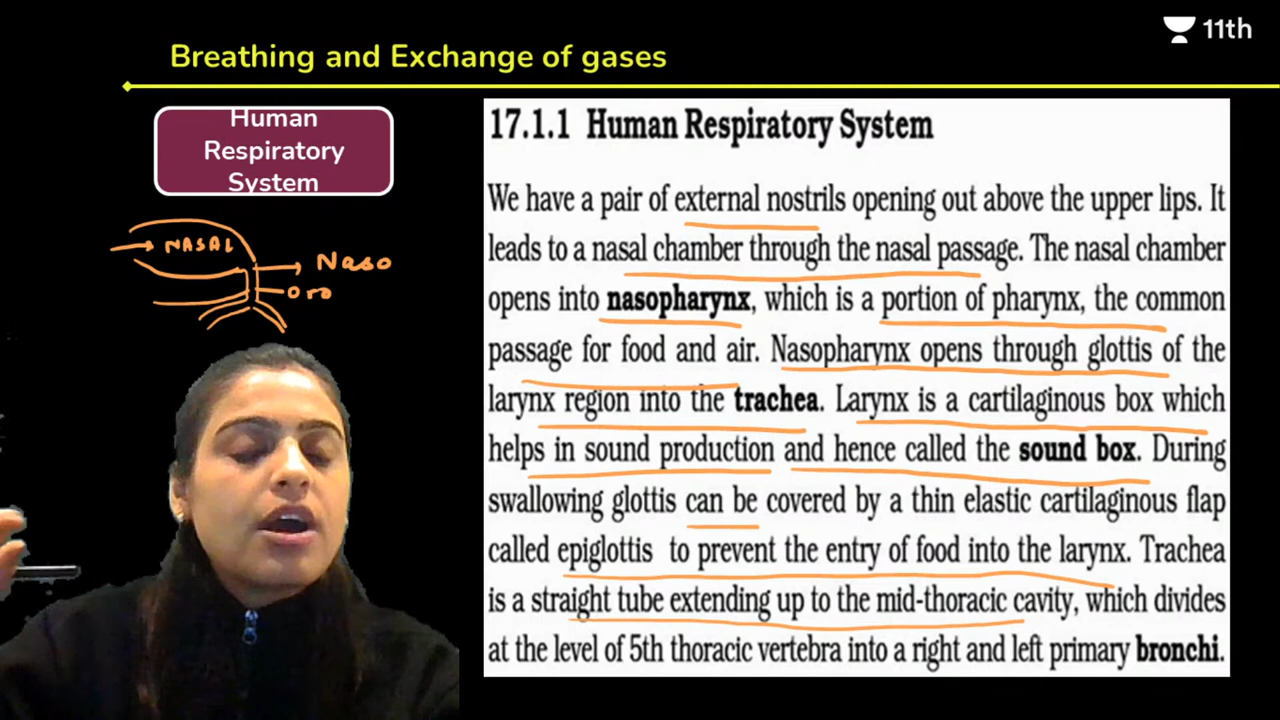 11th
Breathing and Exchange of gases
Human
Respiratory
System
NASAL
Naso
Oro
17.1.1 Human Respiratory System
We have a pair of external nostrils opening out above the upper lips. It
leads to a nasal chamber through the nasal passage. The nasal chamber
opens into nasopharynx, which is a portion of pharynx, the common
passage for food and air. Nasopharynx opens through glottis of the
larynx region into the trachea. Larynx is a cartilaginous box which
helps in sound production and hence called the sound box. During
swallowing glottis can be covered by a thin elastic cartilaginous flap
called epiglottis to prevent the entry of food into the larynx. Trachea
is a straight tube extending up to the mid-thoracic cavity, which divides
at the level of 5th thoracic vertebra into a right and left primary bronchi.